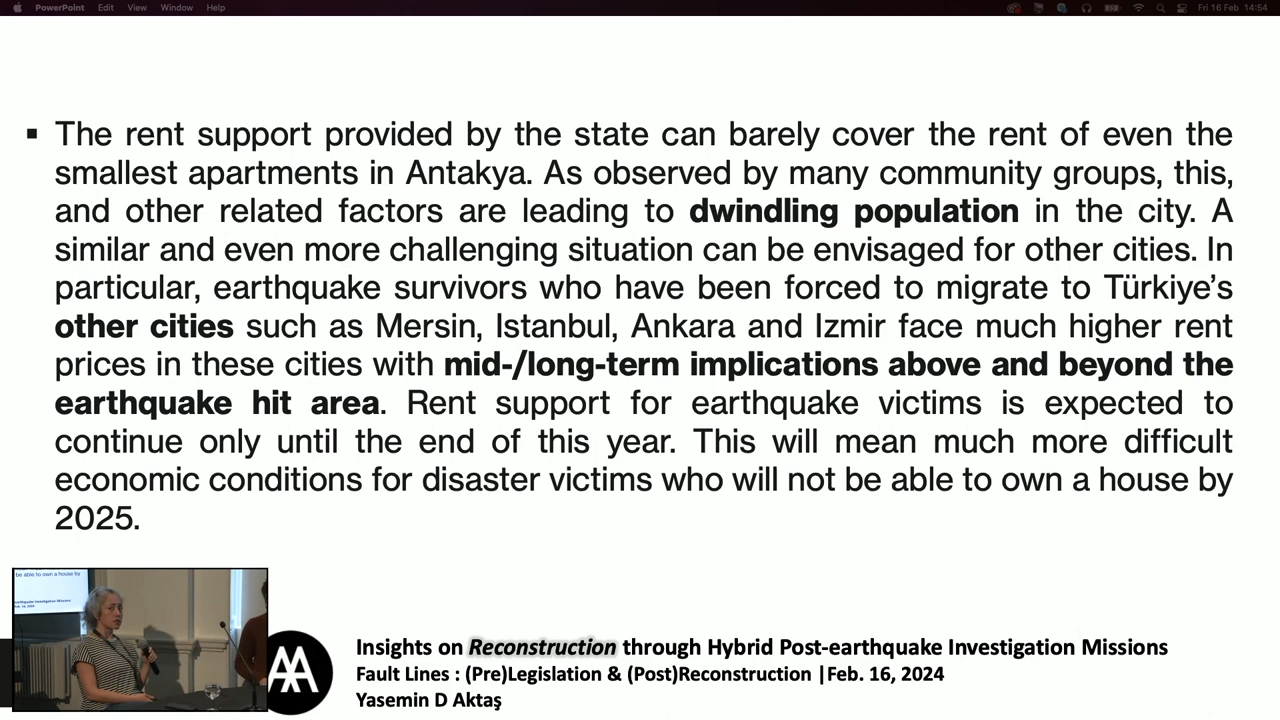 PowerPoint Edit View Window Help Fri 16 Feb 14:54
▪ The rent support provided by the state can barely cover the rent of even the
smallest apartments in Antakya. As observed by many community groups, this,
and other related factors are leading to dwindling population in the city. A
similar and even more challenging situation can be envisaged for other cities. In
particular, earthquake survivors who have been forced to migrate to Türkiye’s
other cities such as Mersin, Istanbul, Ankara and Izmir face much higher rent
prices in these cities with mid-/long-term implications above and beyond the
earthquake hit area. Rent support for earthquake victims is expected to
continue only until the end of this year. This will mean much more difficult
economic conditions for disaster victims who will not be able to own a house by
2025.
be able to own a house by
earthquake Investigation Missions
Feb. 16, 2024
AA
Insights on Reconstruction through Hybrid Post-earthquake Investigation Missions
Fault Lines : (Pre)Legislation & (Post)Reconstruction |Feb. 16, 2024
Yasemin D Aktaş